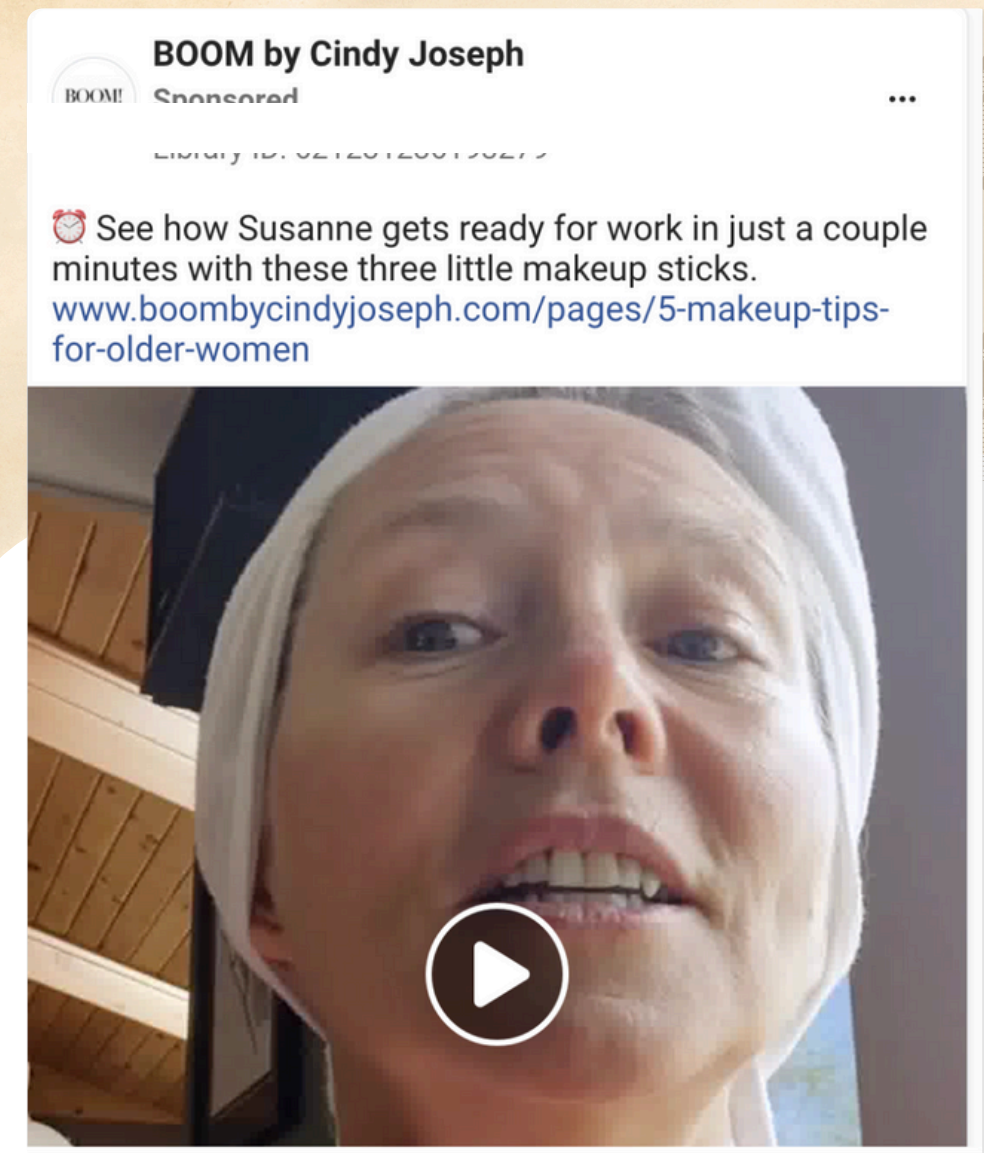 BOOM by Cindy Joseph
BOOM!
Sponsored
⏰ See how Susanne gets ready for work in just a couple
minutes with these three little makeup sticks.
www.boombycindyjoseph.com/pages/5-makeup-tips-
for-older-women